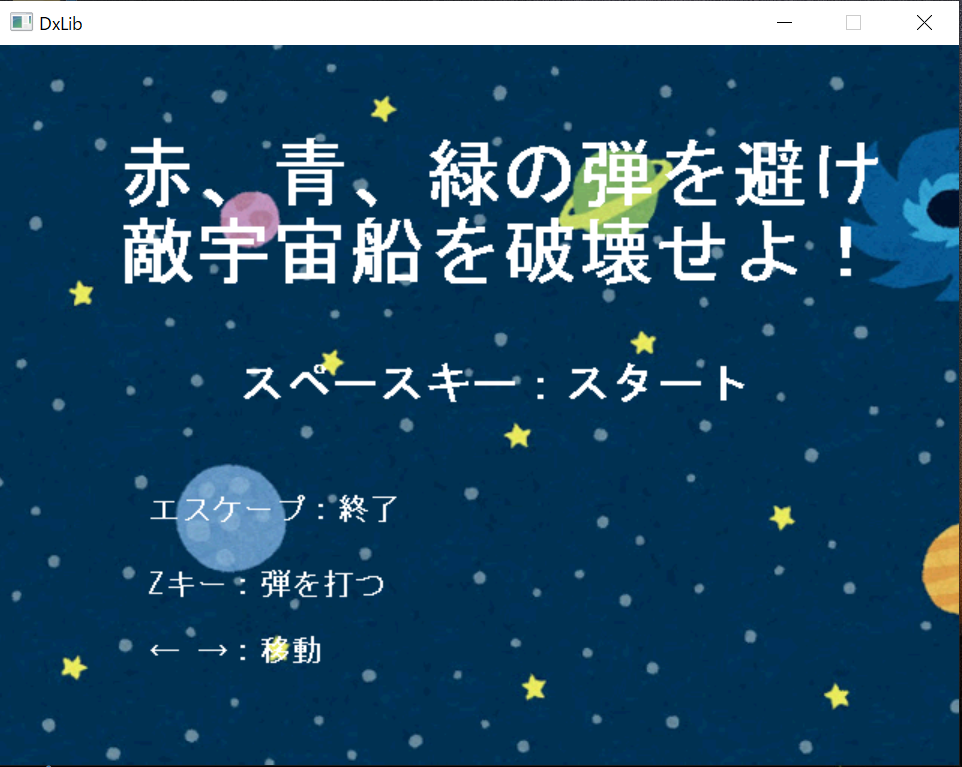 DxLib
赤、青、緑の弾を避け
敵宇宙船を破壊せよ！
スペースキー：スタート
エスケープ：終了
Zキー：弾を打つ
← →：移動